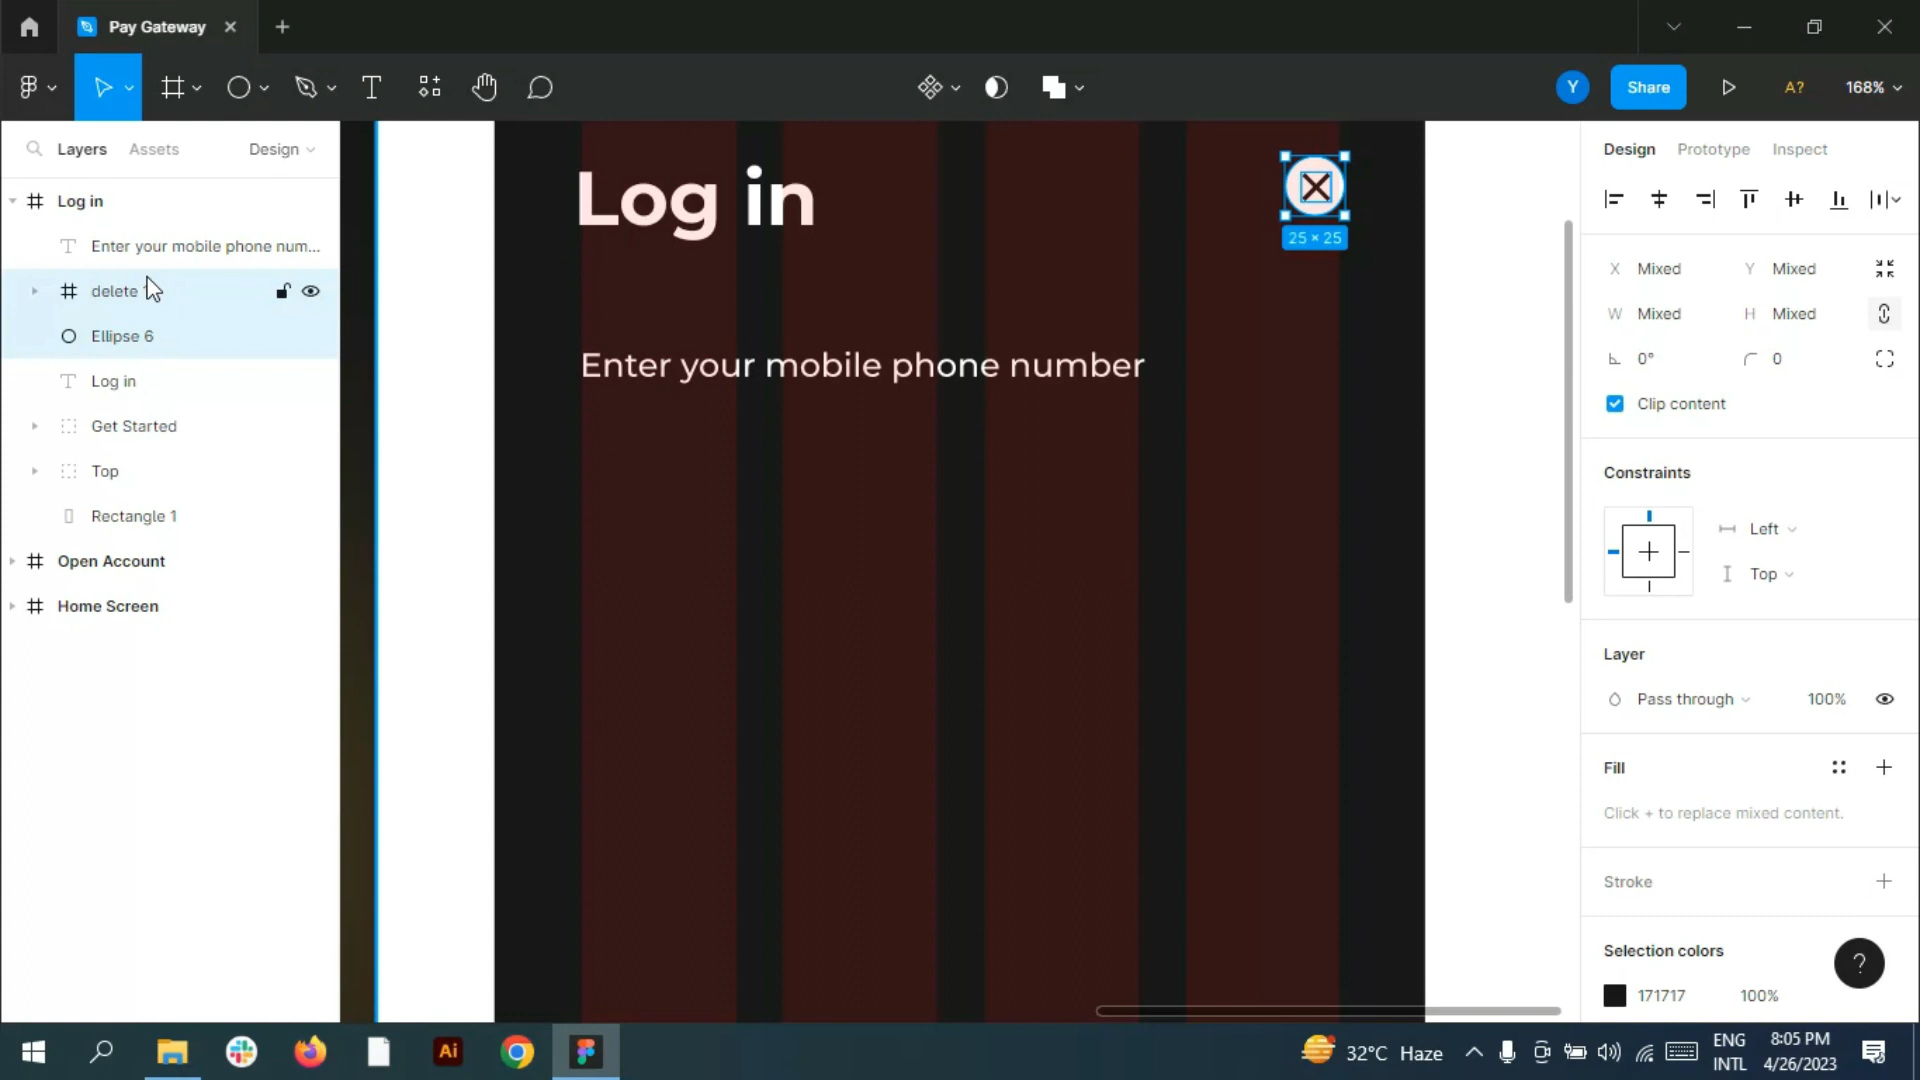 Pay Gateway
Y
Share
A?
168%
Layers
Assets
Design
Log in
Enter your mobile phone num...
delete
Ellipse 6
Log in
Get Started
Top
Rectangle 1
Open Account
Home Screen
Log in
25 × 25
Enter your mobile phone number
Design
Prototype
Inspect
X Mixed
Y Mixed
W Mixed
H Mixed
0°
0
Clip content
Constraints
Left
Top
Layer
Pass through
100%
Fill
Click + to replace mixed content.
Stroke
Selection colors
171717
100%
?
Ai
32°C Haze
ENG
INTL
8:05 PM
4/26/2023